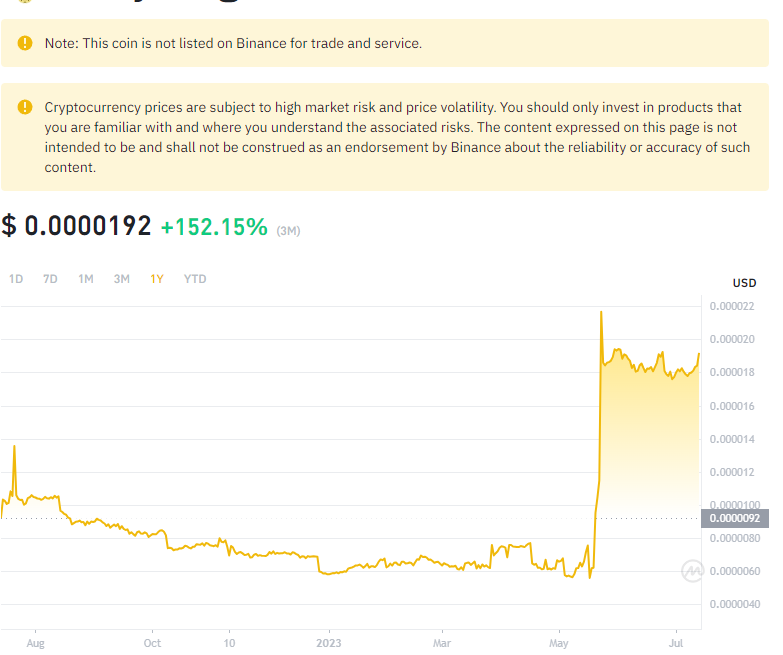 Note: This coin is not listed on Binance for trade and service.
Cryptocurrency prices are subject to high market risk and price volatility. You should only invest in products that
you are familiar with and where you understand the associated risks. The content expressed on this page is not
intended to be and shall not be construed as an endorsement by Binance about the reliability or accuracy of such
content.
$ 0.0000192 +152.15% (3M)
1D 7D 1M 3M 1Y YTD
USD
0.000022
0.000020
0.000018
0.000016
0.000014
0.000012
0.0000100
0.0000092
0.0000080
0.0000060
0.0000040
Aug Oct 10 2023 Mar May Jul